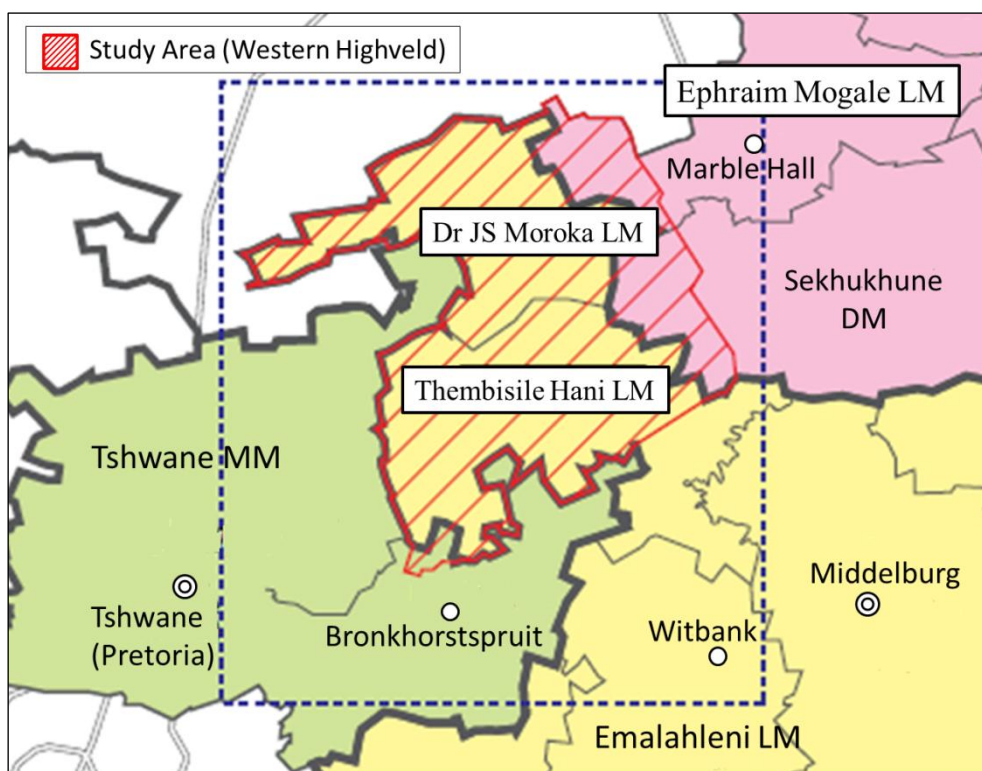 Study Area (Western Highveld)
Ephraim Mogale LM
Marble Hall
Dr JS Moroka LM
Sekhukhune
DM
Thembisile Hani LM
Tshwane MM
Tshwane
(Pretoria)
Bronkhorstspruit
Witbank
Middelburg
Emalahleni LM